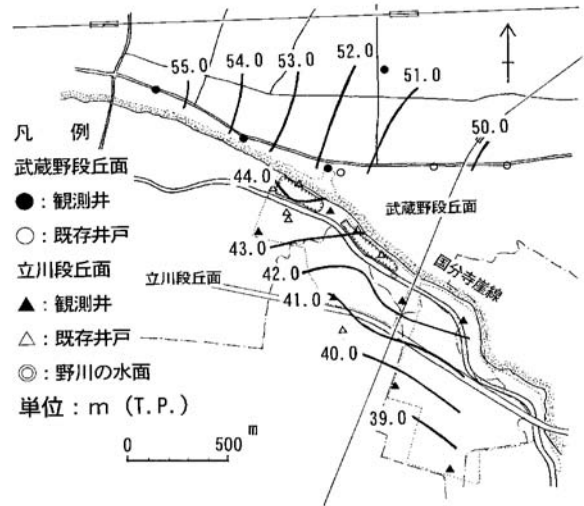 55.0
54.0
53.0
52.0
51.0
50.0
凡 例
武蔵野段丘面
●：観測井
○：既存井戸
立川段丘面
▲：観測井
△：既存井戸
◎：野川の水面
単位：m（T.P.）
0 500 m
44.0
43.0
42.0
41.0
40.0
39.0
武蔵野段丘面
国分寺崖線
立川段丘面